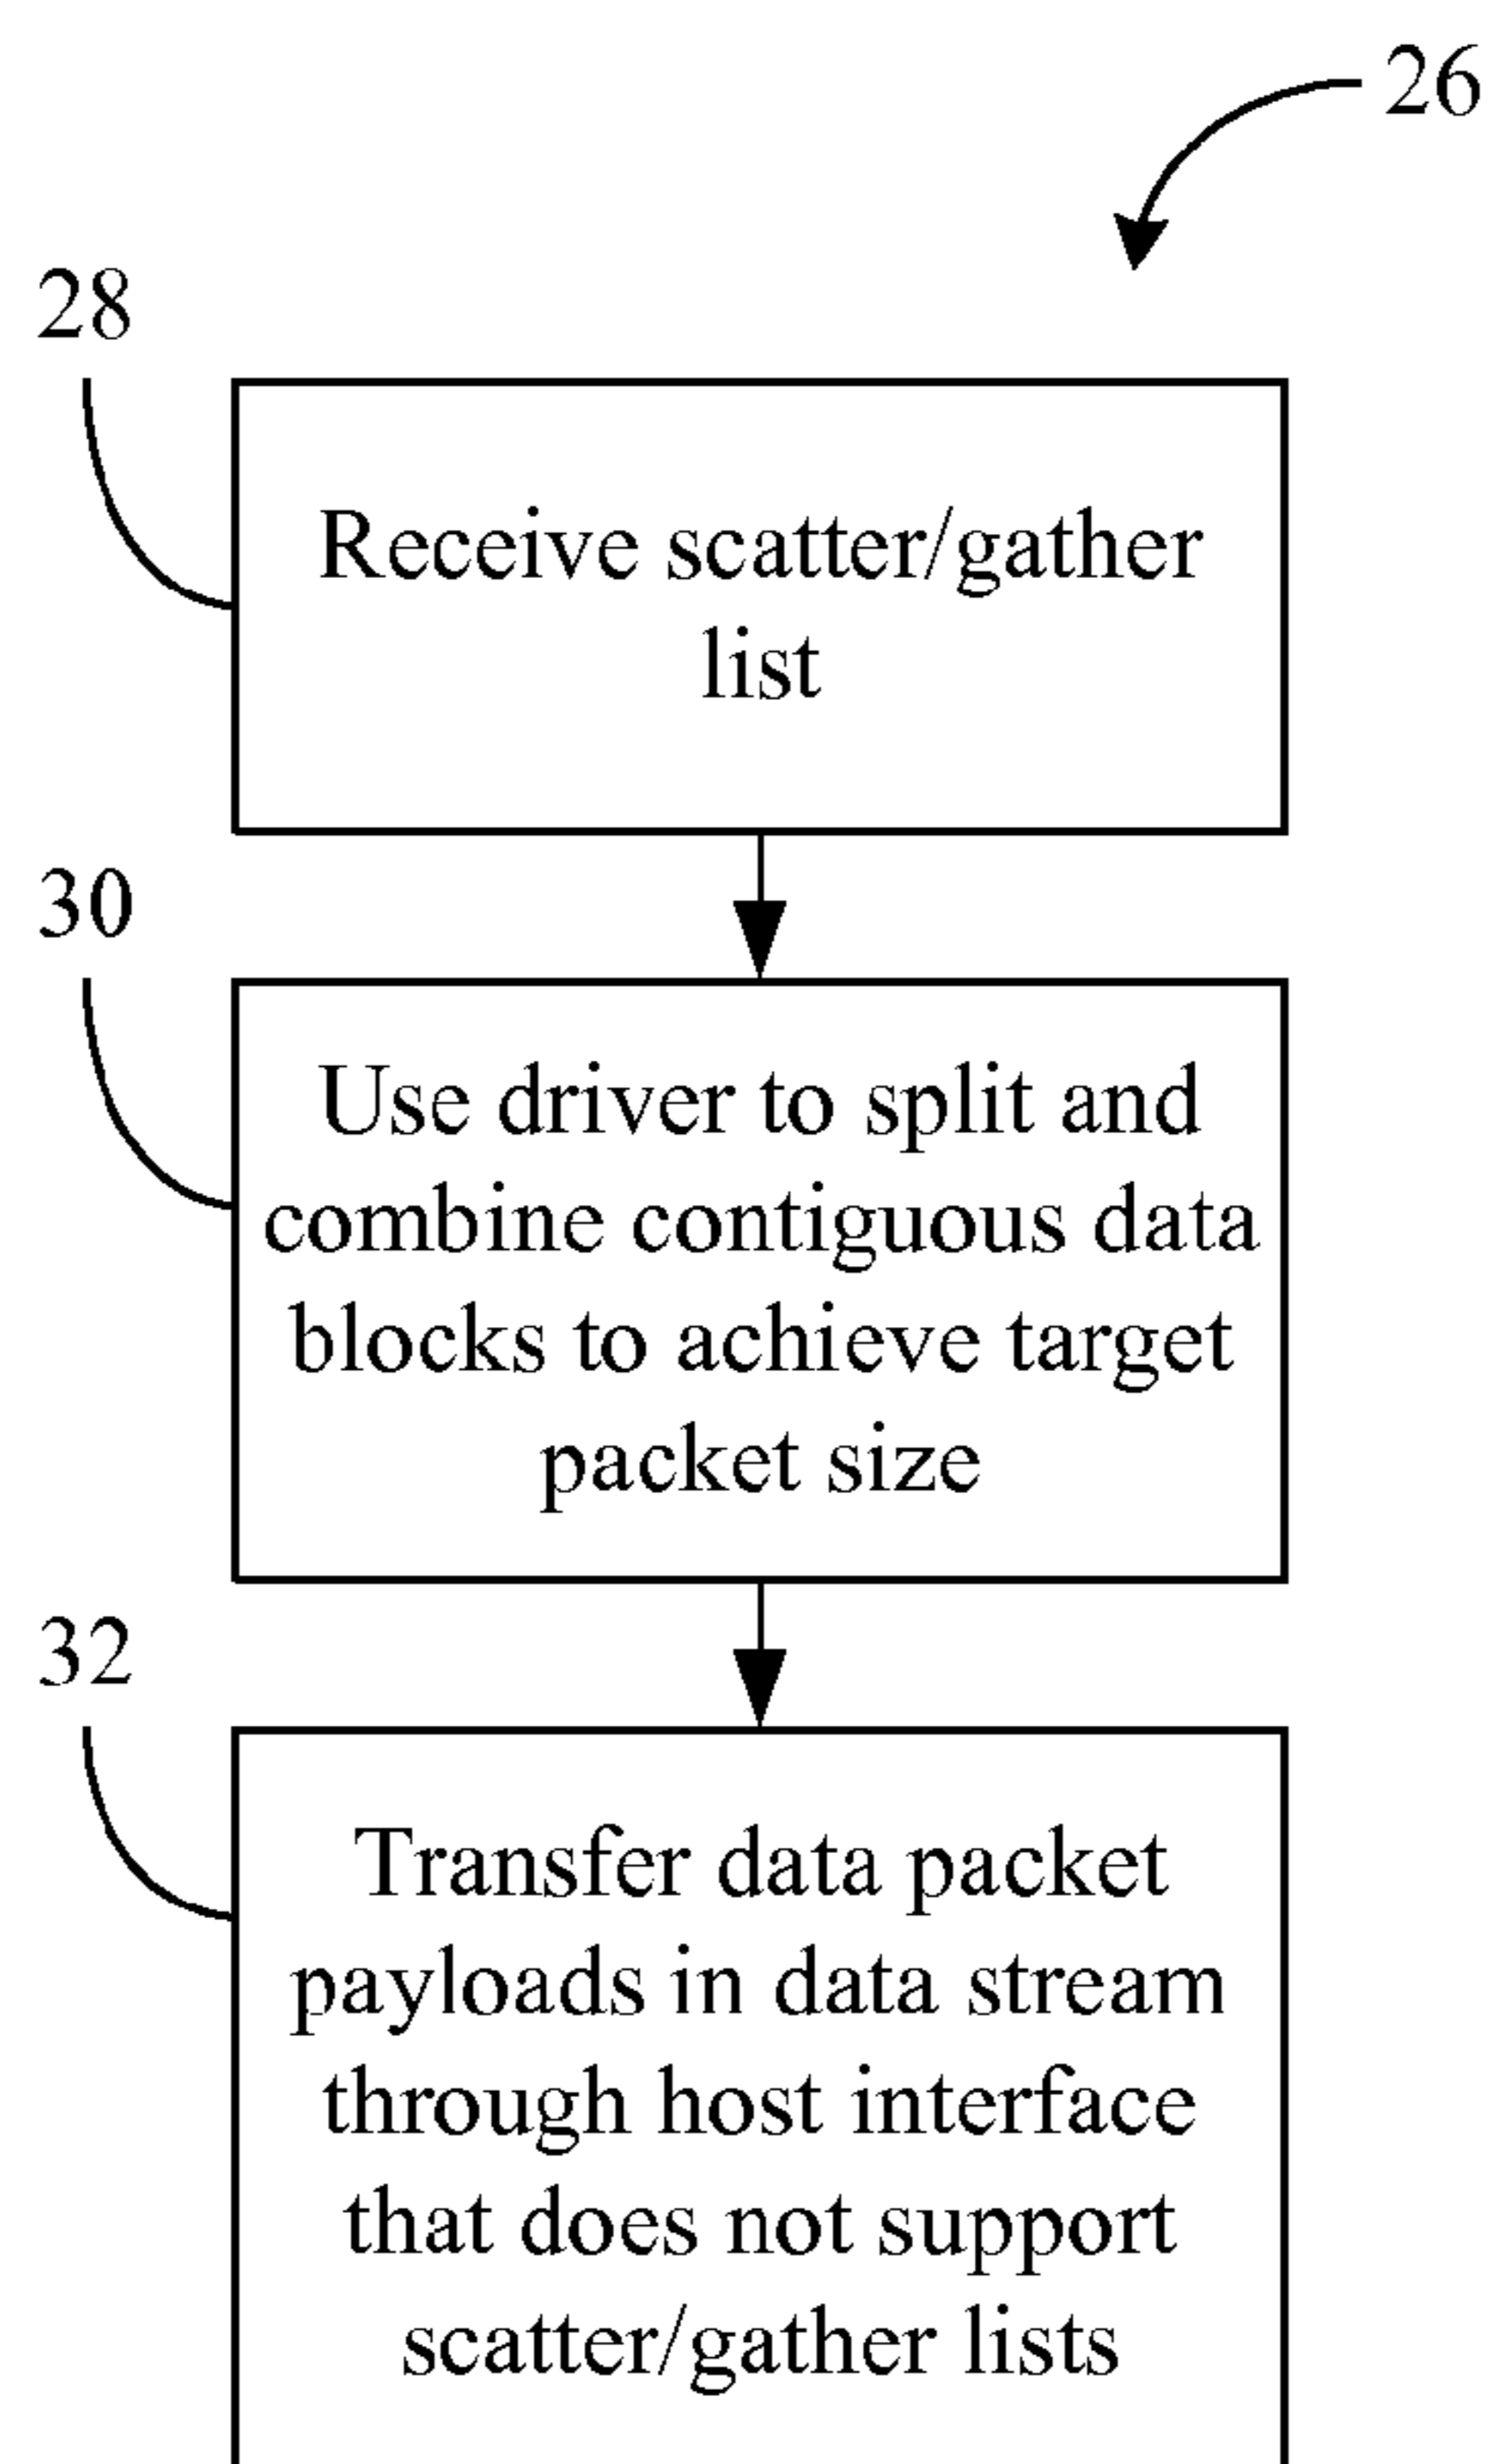 26
28
Receive scatter/gather
list
30
Use driver to split and
combine contiguous data
blocks to achieve target
packet size
32
Transfer data packet
payloads in data stream
through host interface
that does not support
scatter/gather lists